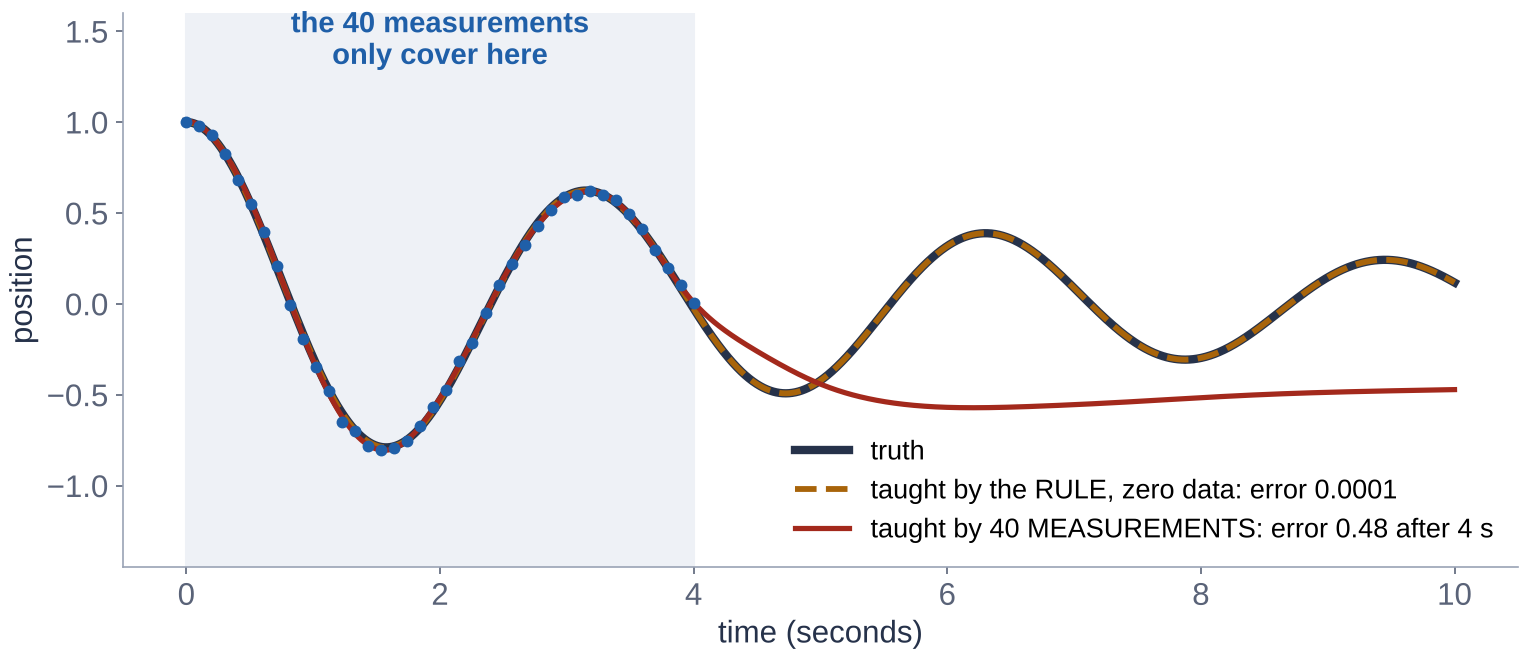 the 40 measurements
only cover here
1.5
1.0
0.5
0.0
−0.5
−1.0
position
truth
taught by the RULE, zero data: error 0.0001
taught by 40 MEASUREMENTS: error 0.48 after 4 s
0 2 4 6 8 10
time (seconds)